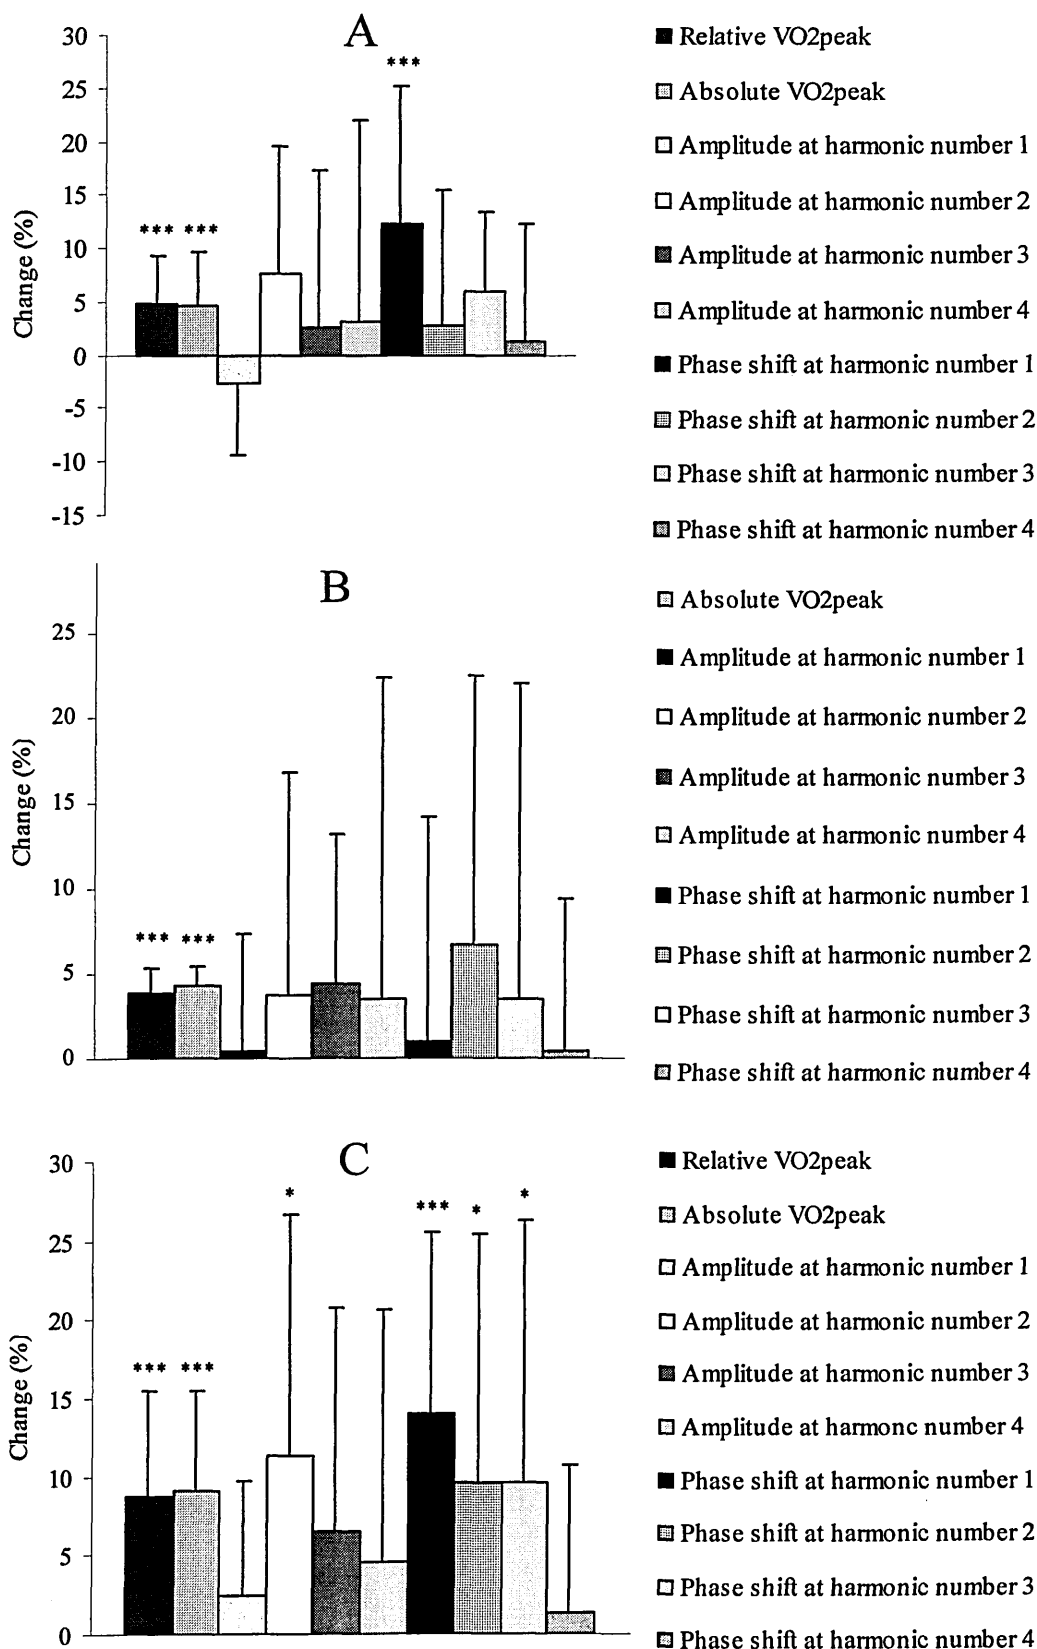 A
30
25
20
15
10
5
0
-5
-10
-15
Change (%)
***
***
***
Relative VO2peak
Absolute VO2peak
Amplitude at harmonic number 1
Amplitude at harmonic number 2
Amplitude at harmonic number 3
Amplitude at harmonic number 4
Phase shift at harmonic number 1
Phase shift at harmonic number 2
Phase shift at harmonic number 3
Phase shift at harmonic number 4
B
25
20
15
10
5
0
Change (%)
***
***
Absolute VO2peak
Amplitude at harmonic number 1
Amplitude at harmonic number 2
Amplitude at harmonic number 3
Amplitude at harmonic number 4
Phase shift at harmonic number 1
Phase shift at harmonic number 2
Phase shift at harmonic number 3
Phase shift at harmonic number 4
C
30
25
20
15
10
5
0
Change (%)
***
***
*
***
*
*
Relative VO2peak
Absolute VO2peak
Amplitude at harmonic number 1
Amplitude at harmonic number 2
Amplitude at harmonic number 3
Amplitude at harmonc number 4
Phase shift at harmonic number 1
Phase shift at harmonic number 2
Phase shift at harmonic number 3
Phase shift at harmonic number 4